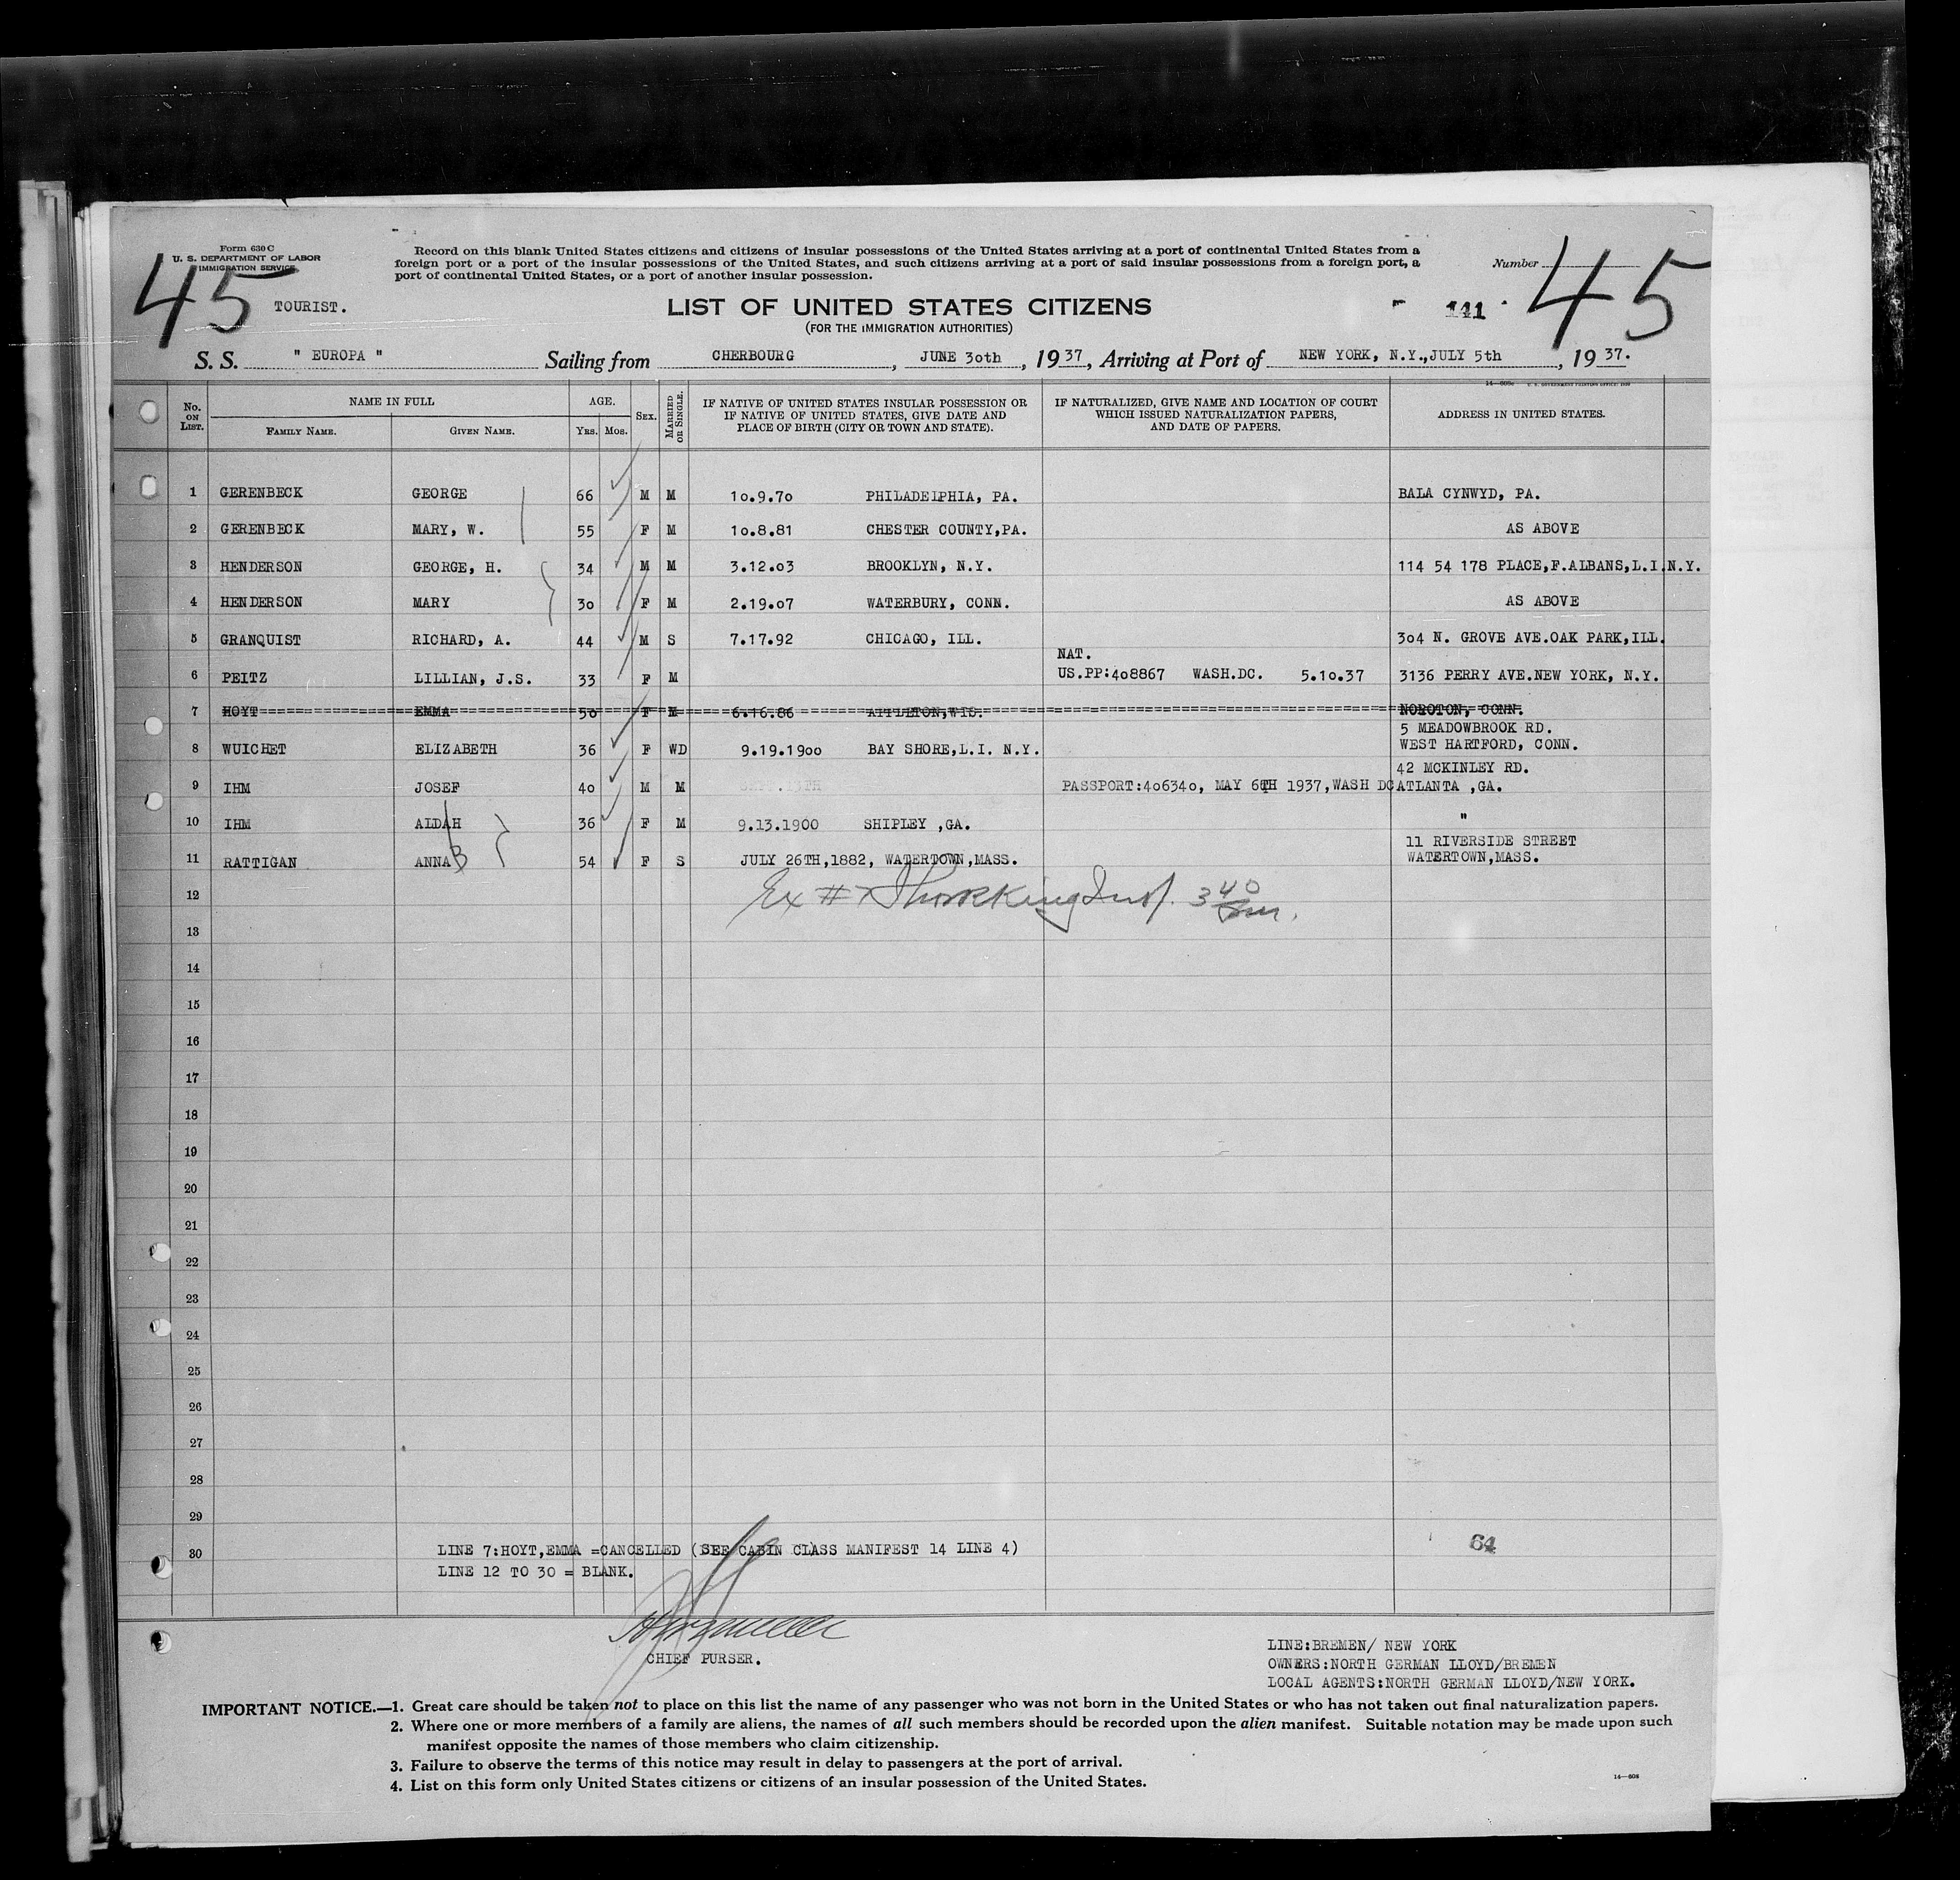 Form 630 C
U. S. DEPARTMENT OF LABOR
IMMIGRATION SERVICE
Record on this blank United States citizens and citizens of insular possessions of the United States arriving at a port of continental United States from a
foreign port or a port of the insular possessions of the United States, and such citizens arriving at a port of said insular possessions from a foreign port, a
port of continental United States, or a port of another insular possession.
Number
45 TOURIST.
LIST OF UNITED STATES CITIZENS
141 45
(FOR THE IMMIGRATION AUTHORITIES)
S. S. " EUROPA " Sailing from CHERBOURG, JUNE 30th, 1937, Arriving at Port of NEW YORK, N.Y., JULY 5th, 1937.
No. ON LIST.
NAME IN FULL
FAMILY NAME. GIVEN NAME.
AGE.
YRS. MOS.
SEX.
MARRIED OR SINGLE.
IF NATIVE OF UNITED STATES INSULAR POSSESSION OR
IF NATIVE OF UNITED STATES, GIVE DATE AND
PLACE OF BIRTH (CITY OR TOWN AND STATE).
IF NATURALIZED, GIVE NAME AND LOCATION OF COURT
WHICH ISSUED NATURALIZATION PAPERS,
AND DATE OF PAPERS.
ADDRESS IN UNITED STATES.
1 GERENBECK GEORGE 66 M M 10.9.70 PHILADELPHIA, PA. BALA CYNWYD, PA.
2 GERENBECK MARY, W. 55 F M 10.8.81 CHESTER COUNTY,PA. AS ABOVE
3 HENDERSON GEORGE, H. 34 M M 3.12.03 BROOKLYN, N.Y. 114 54 178 PLACE,F.ALBANS,L.I.N.Y.
4 HENDERSON MARY 30 F M 2.19.07 WATERBURY, CONN. AS ABOVE
5 GRANQUIST RICHARD, A. 44 M S 7.17.92 CHICAGO, ILL. 304 N. GROVE AVE.OAK PARK,ILL.
NAT.
6 PEITZ LILLIAN, J.S. 33 F M US.PP:408867 WASH.DC. 5.10.37 3136 PERRY AVE.NEW YORK, N.Y.
7 HOYT EMMA 50 F M 6.16.86 APPLETON,WIS. NOROTON, CONN.
5 MEADOWBROOK RD.
8 WUICHET ELIZABETH 36 F WD 9.19.1900 BAY SHORE,L.I. N.Y. WEST HARTFORD, CONN.
42 MCKINLEY RD.
9 IHM JOSEF 40 M M PASSPORT:406340, MAY 6TH 1937,WASH DC ATLANTA ,GA.
10 IHM ALDAH 36 F M 9.13.1900 SHIPLEY ,GA. "
11 RIVERSIDE STREET
11 RATTIGAN ANNA B 54 F S JULY 26TH,1882, WATERTOWN,MASS. WATERTOWN,MASS.
12
13
14
15
16
17
18
19
20
21
22
23
24
25
26
27
28
29
64
30 LINE 7:HOYT,EMMA =CANCELLED (SEE CABIN CLASS MANIFEST 14 LINE 4)
LINE 12 TO 30 = BLANK.
CHIEF PURSER.
LINE:BREMEN/ NEW YORK
OWNERS:NORTH GERMAN LLOYD/BREMEN
LOCAL AGENTS:NORTH GERMAN LLOYD/NEW YORK.
IMPORTANT NOTICE.—1. Great care should be taken not to place on this list the name of any passenger who was not born in the United States or who has not taken out final naturalization papers.
2. Where one or more members of a family are aliens, the names of all such members should be recorded upon the alien manifest. Suitable notation may be made upon such
manifest opposite the names of those members who claim citizenship.
3. Failure to observe the terms of this notice may result in delay to passengers at the port of arrival.
4. List on this form only United States citizens or citizens of an insular possession of the United States.
14—608